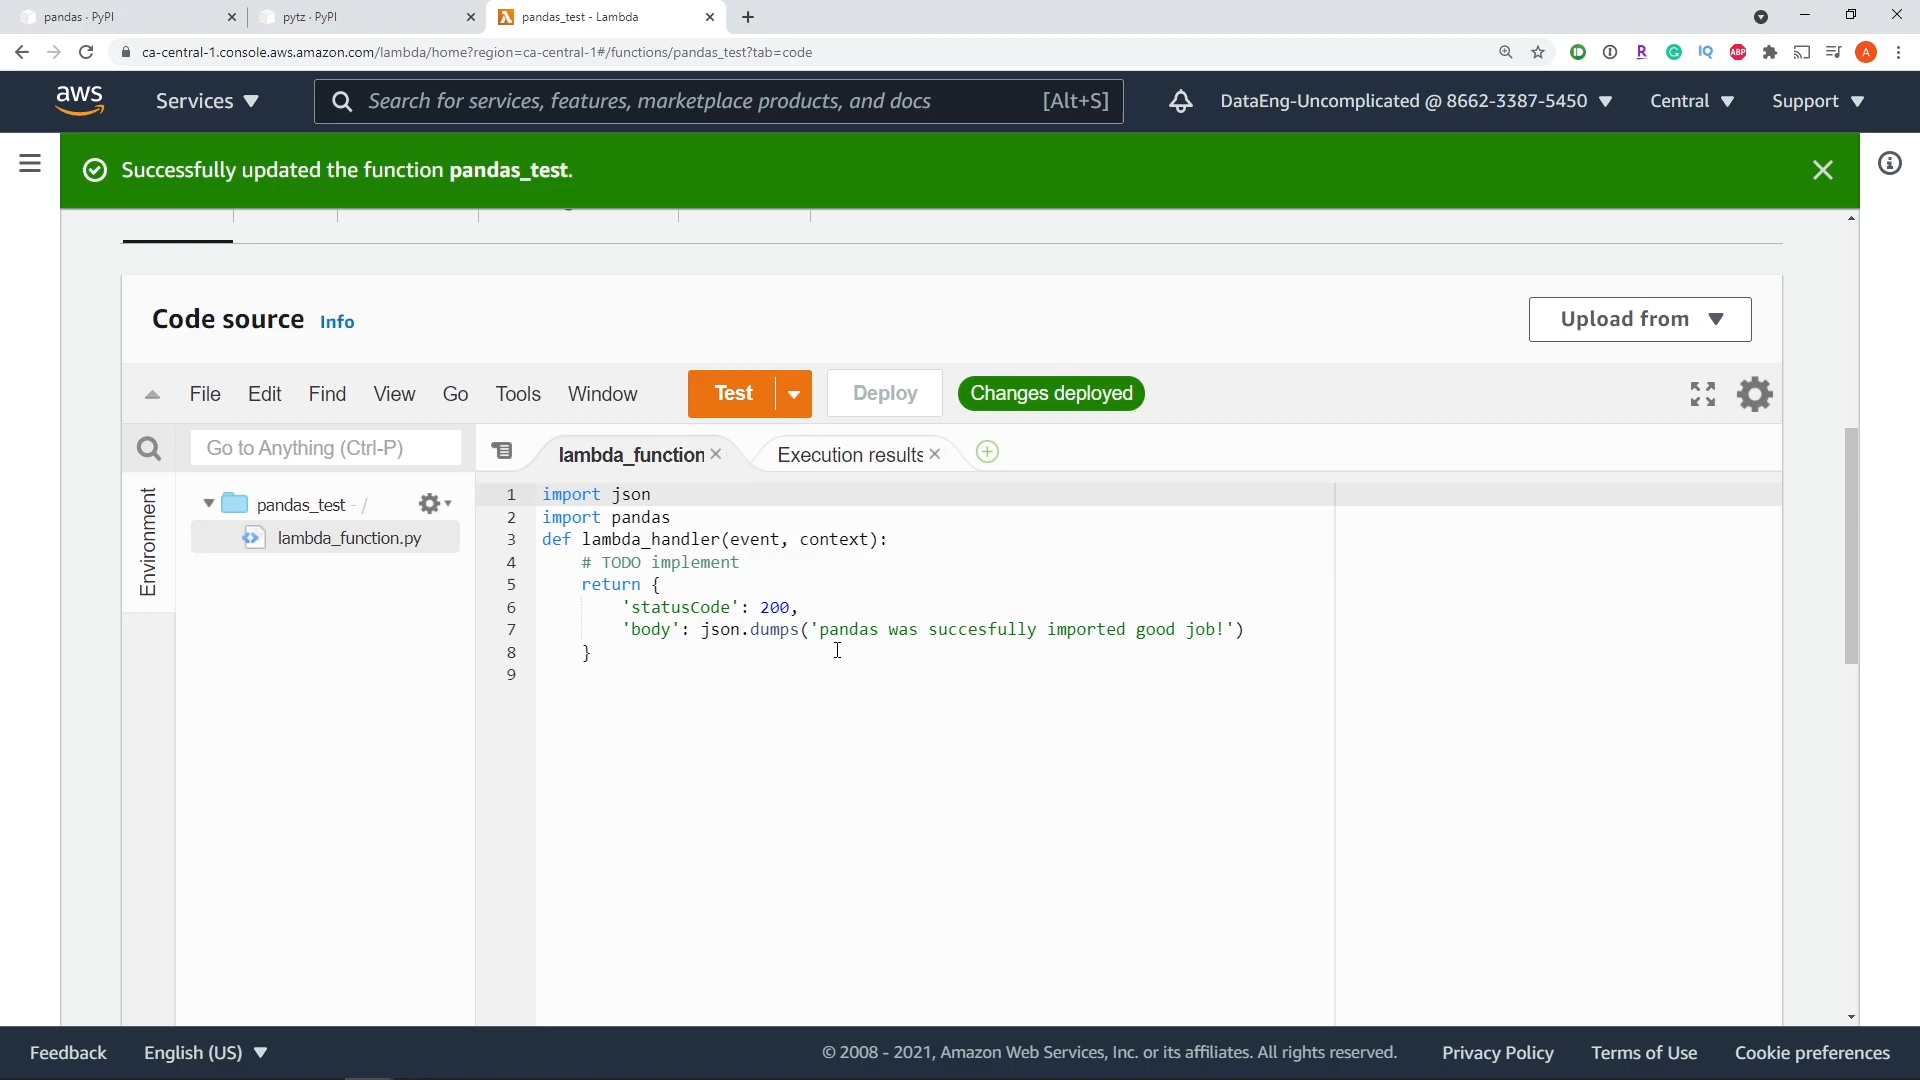 pandas · PyPI
pytz · PyPI
pandas_test - Lambda
ca-central-1.console.aws.amazon.com/lambda/home?region=ca-central-1#/functions/pandas_test?tab=code
R
IQ
ABP
A
aws
Services
Search for services, features, marketplace products, and docs
[Alt+S]
DataEng-Uncomplicated @ 8662-3387-5450
Central
Support
Successfully updated the function pandas_test.
Code source Info
Upload from
File Edit Find View Go Tools Window
Test
Deploy
Changes deployed
Go to Anything (Ctrl-P)
lambda_function
Execution results
Environment
pandas_test - /
lambda_function.py
1 import json
2 import pandas
3 def lambda_handler(event, context):
4 # TODO implement
5 return {
6 'statusCode': 200,
7 'body': json.dumps('pandas was succesfully imported good job!')
8 }
9
Feedback
English (US)
© 2008 - 2021, Amazon Web Services, Inc. or its affiliates. All rights reserved.
Privacy Policy
Terms of Use
Cookie preferences